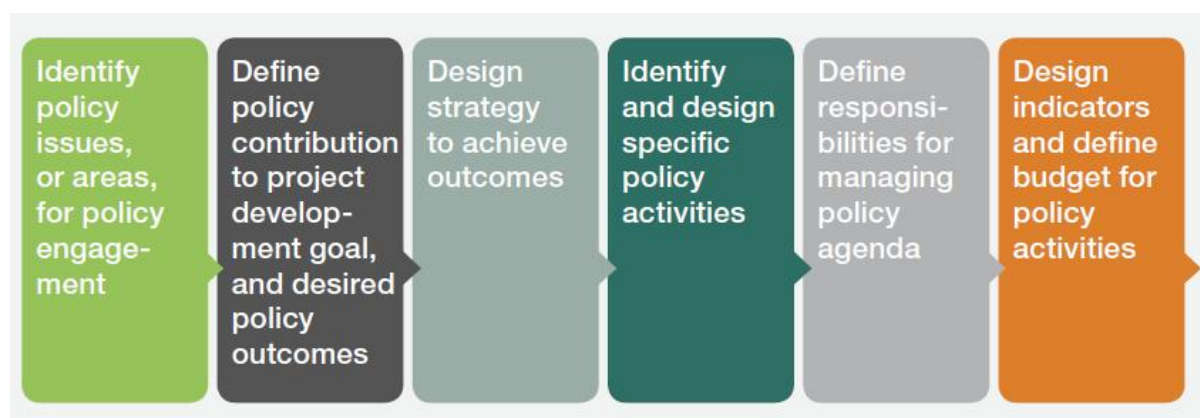 Identify
policy
issues,
or areas,
for policy
engage-
ment
Define
policy
contribution
to project
develop-
ment goal,
and desired
policy
outcomes
Design
strategy
to achieve
outcomes
Identify
and design
specific
policy
activities
Define
responsi-
bilities for
managing
policy
agenda
Design
indicators
and define
budget for
policy
activities